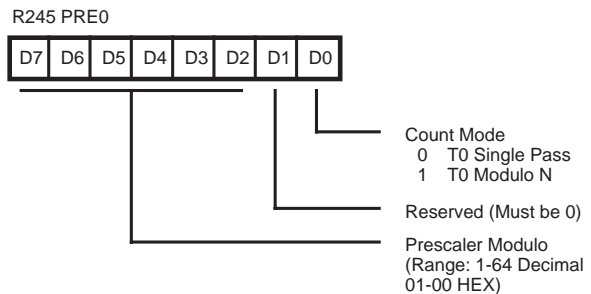 R245 PRE0
D7 D6 D5 D4 D3 D2 D1 D0
Count Mode
0 T0 Single Pass
1 T0 Modulo N
Reserved (Must be 0)
Prescaler Modulo
(Range: 1-64 Decimal
01-00 HEX)